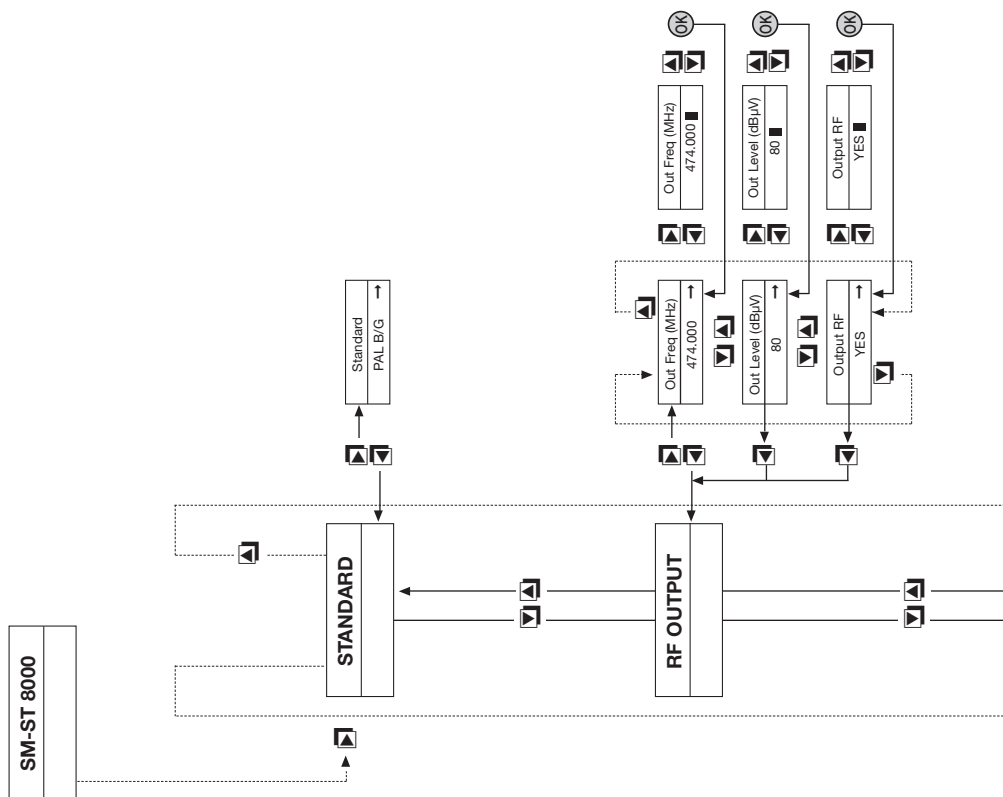 SM-ST 8000
STANDARD
Standard
PAL B/G →
RF OUTPUT
Out Freq (MHz)
474.000 →
Out Freq (MHz)
474.000
OK
Out Level (dBµV)
80 →
Out Level (dBµV)
80
OK
Output RF
YES →
Output RF
YES
OK